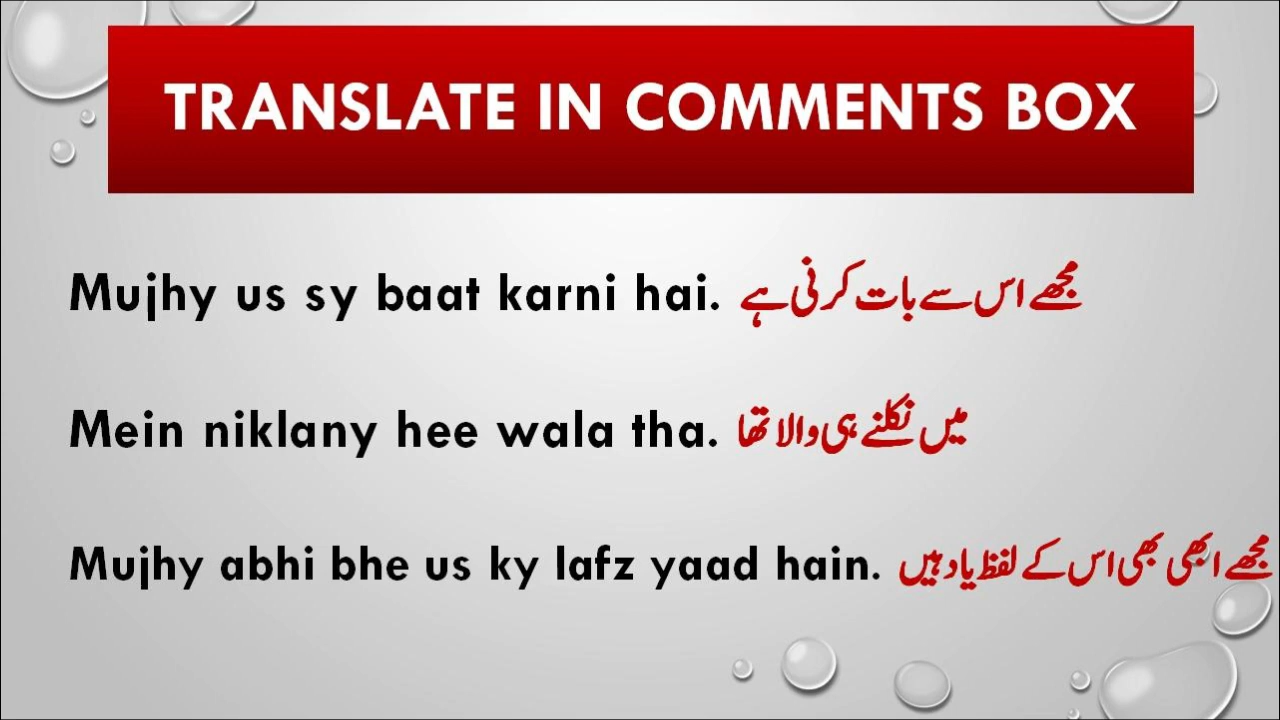 TRANSLATE IN COMMENTS BOX
Mujhy us sy baat karni hai. مجھے اس سے بات کرنی ہے
Mein niklany hee wala tha. میں نکلنے ہی والا تھا
Mujhy abhi bhe us ky lafz yaad hain. مجھے ابھی بھی اس کے لفظ یاد ہیں